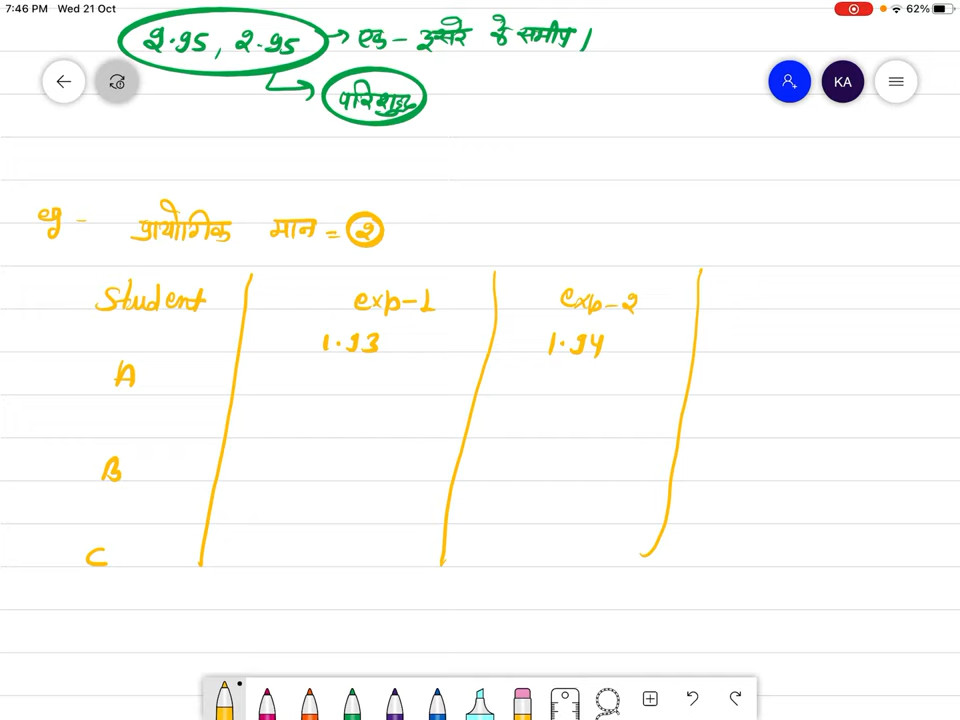 7:46 PM Wed 21 Oct 62%
2.95, 2.95 → एक - दूसरे के समीप ।
KA
eg - प्रायोगिक मान = 2
Student exp-1 exp-2
1.93 1.94
A
B
C